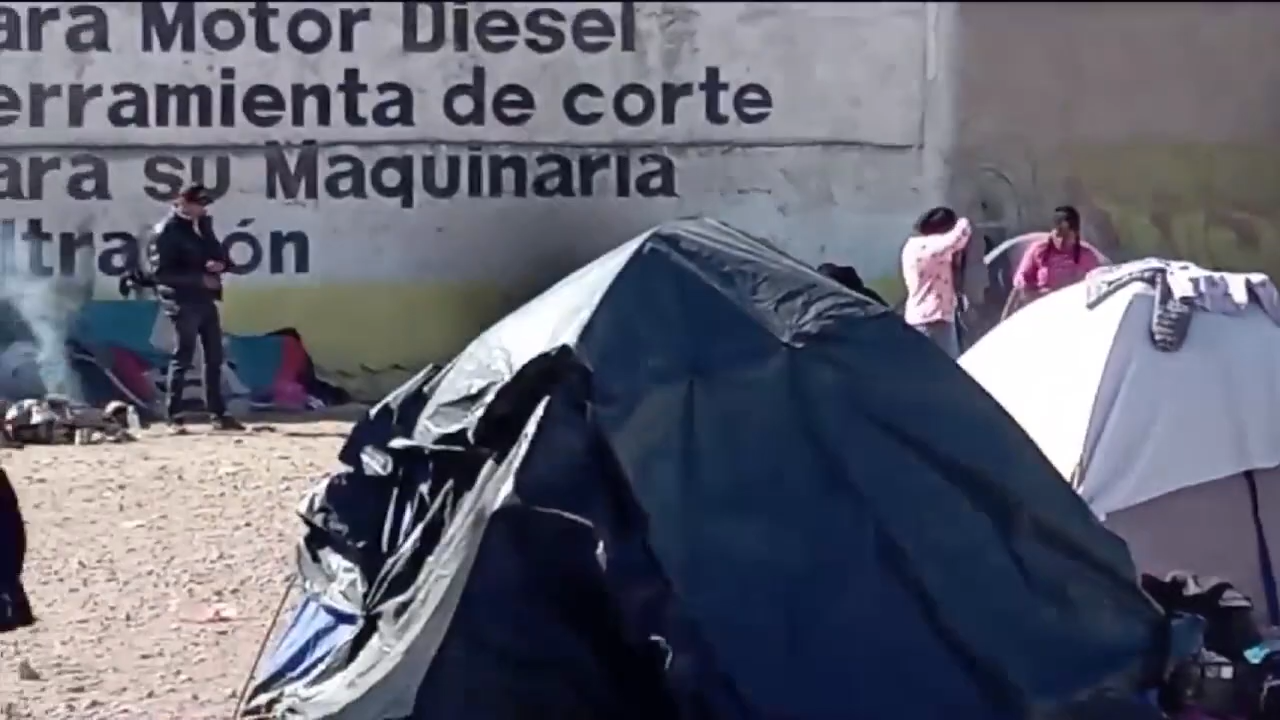 ara Motor Diesel
erramienta de corte
ara su Maquinaria
ltración